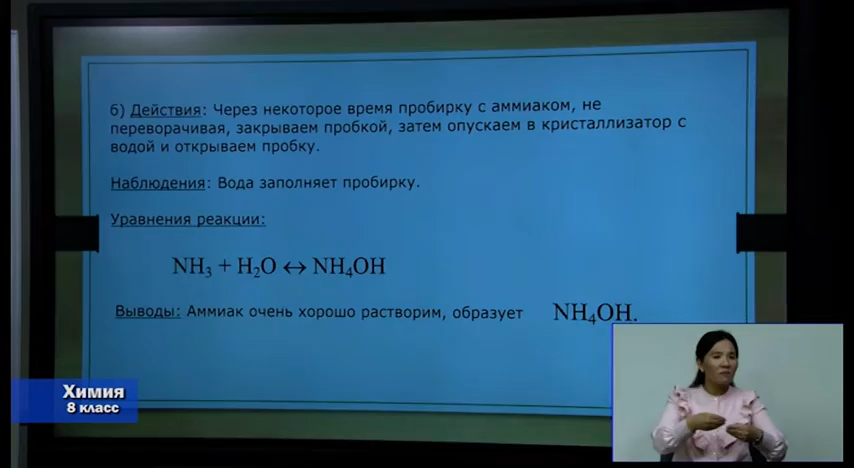 б) Действия: Через некоторое время пробирку с аммиаком, не
переворачивая, закрываем пробкой, затем опускаем в кристаллизатор с
водой и открываем пробку.
Наблюдения: Вода заполняет пробирку.
Уравнения реакции:
NH₃ + H₂O ↔ NH₄OH
Выводы: Аммиак очень хорошо растворим, образует NH₄OH.
Химия
8 класс